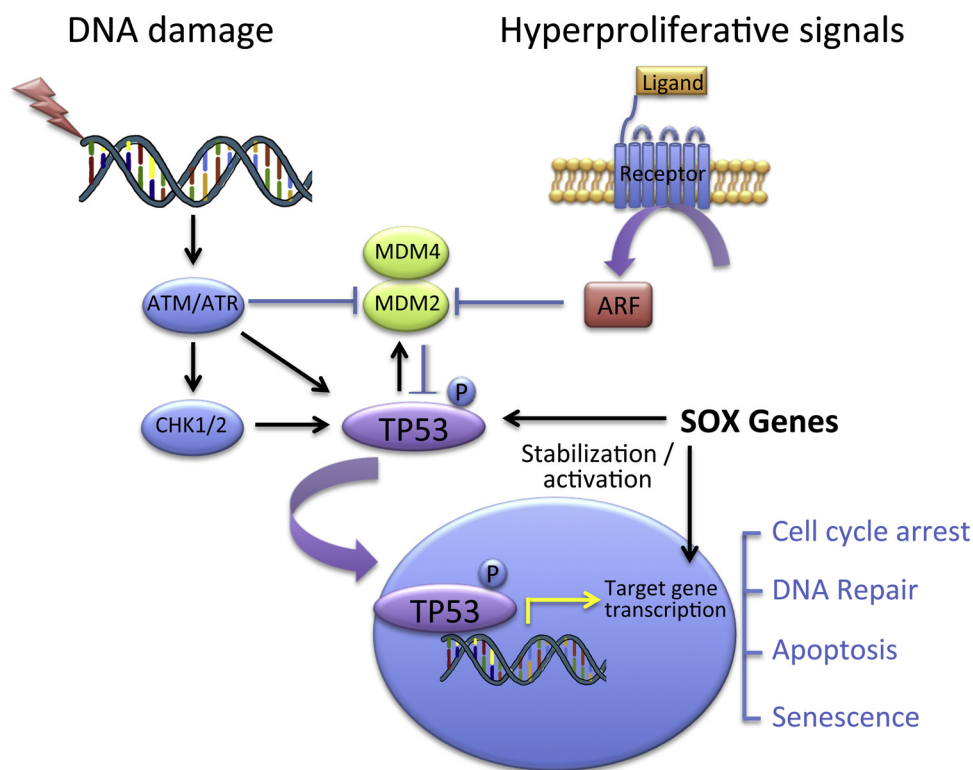 DNA damage
Hyperproliferative signals
Ligand
Receptor
MDM4
ATM/ATR
MDM2
ARF
P
CHK1/2
TP53
SOX Genes
Stabilization /
activation
Cell cycle arrest
P
Target gene
transcription
DNA Repair
TP53
Apoptosis
Senescence